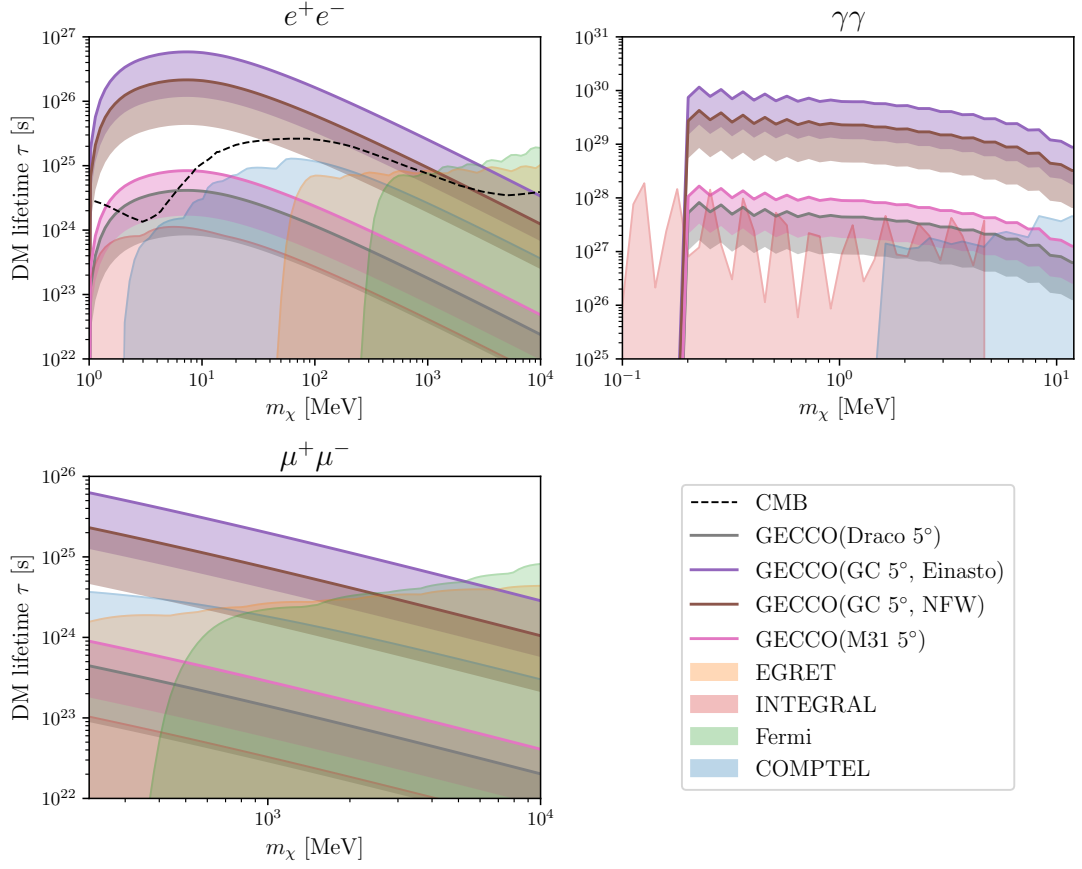 e⁺e⁻
DM lifetime τ [s]
10²⁷
10²⁶
10²⁵
10²⁴
10²³
10²²
10⁰
10¹
10²
10³
10⁴
m_χ [MeV]
γγ
10³¹
10³⁰
10²⁹
10²⁸
10²⁷
10²⁶
10²⁵
10⁻¹
10⁰
10¹
m_χ [MeV]
μ⁺μ⁻
DM lifetime τ [s]
10²⁶
10²⁵
10²⁴
10²³
10²²
10³
10⁴
m_χ [MeV]
CMB
GECCO(Draco 5°)
GECCO(GC 5°, Einasto)
GECCO(GC 5°, NFW)
GECCO(M31 5°)
EGRET
INTEGRAL
Fermi
COMPTEL